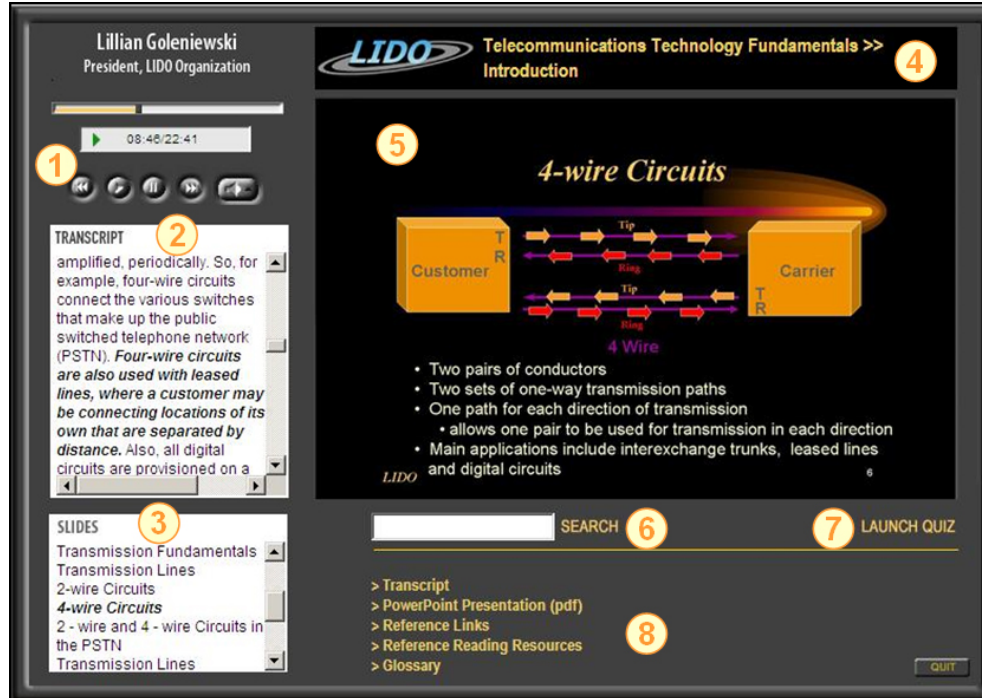 Lillian Goleniewski
President, LIDO Organization
LIDO
Telecommunications Technology Fundamentals >>
Introduction
4
08:46/22:41
1
5
4-wire Circuits
T
R
Customer
Tip
Ring
Tip
Ring
4 Wire
Carrier
T
R
• Two pairs of conductors
• Two sets of one-way transmission paths
• One path for each direction of transmission
• allows one pair to be used for transmission in each direction
• Main applications include interexchange trunks, leased lines
and digital circuits
LIDO
6
TRANSCRIPT
2
amplified, periodically. So, for
example, four-wire circuits
connect the various switches
that make up the public
switched telephone network
(PSTN). Four-wire circuits
are also used with leased
lines, where a customer may
be connecting locations of its
own that are separated by
distance. Also, all digital
circuits are provisioned on a
SLIDES
3
Transmission Fundamentals
Transmission Lines
2-wire Circuits
4-wire Circuits
2 - wire and 4 - wire Circuits in
the PSTN
Transmission Lines
SEARCH
6
7
LAUNCH QUIZ
> Transcript
> PowerPoint Presentation (pdf)
> Reference Links
> Reference Reading Resources
> Glossary
8
QUIT